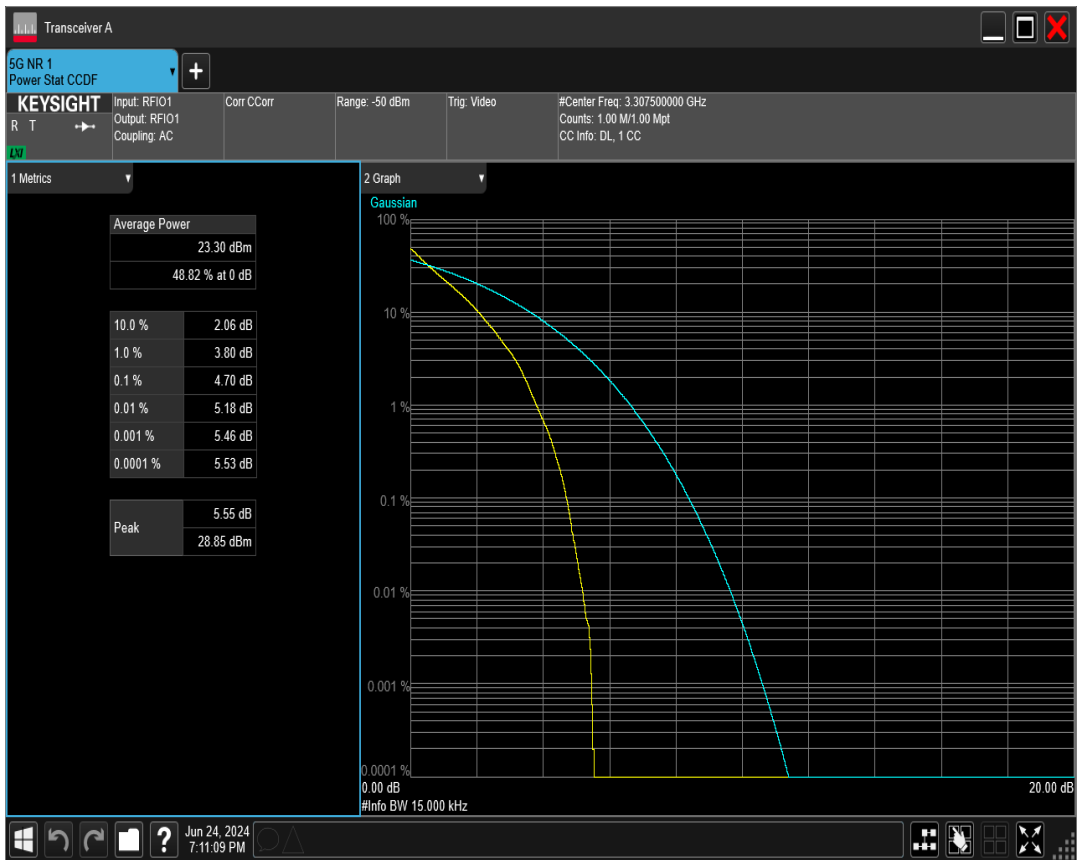 Transceiver A
5G NR 1
Power Stat CCDF
KEYSIGHT
R T
LXI
Input: RFIO1
Output: RFIO1
Coupling: AC
Corr CCorr
Range: -50 dBm
Trig: Video
#Center Freq: 3.307500000 GHz
Counts: 1.00 M/1.00 Mpt
CC Info: DL, 1 CC
1 Metrics
Average Power
23.30 dBm
48.82 % at 0 dB
10.0 % 2.06 dB
1.0 % 3.80 dB
0.1 % 4.70 dB
0.01 % 5.18 dB
0.001 % 5.46 dB
0.0001 % 5.53 dB
Peak
5.55 dB
28.85 dBm
2 Graph
Gaussian
100 %
10 %
1 %
0.1 %
0.01 %
0.001 %
0.0001 %
0.00 dB 20.00 dB
#Info BW 15.000 kHz
Jun 24, 2024
7:11:09 PM